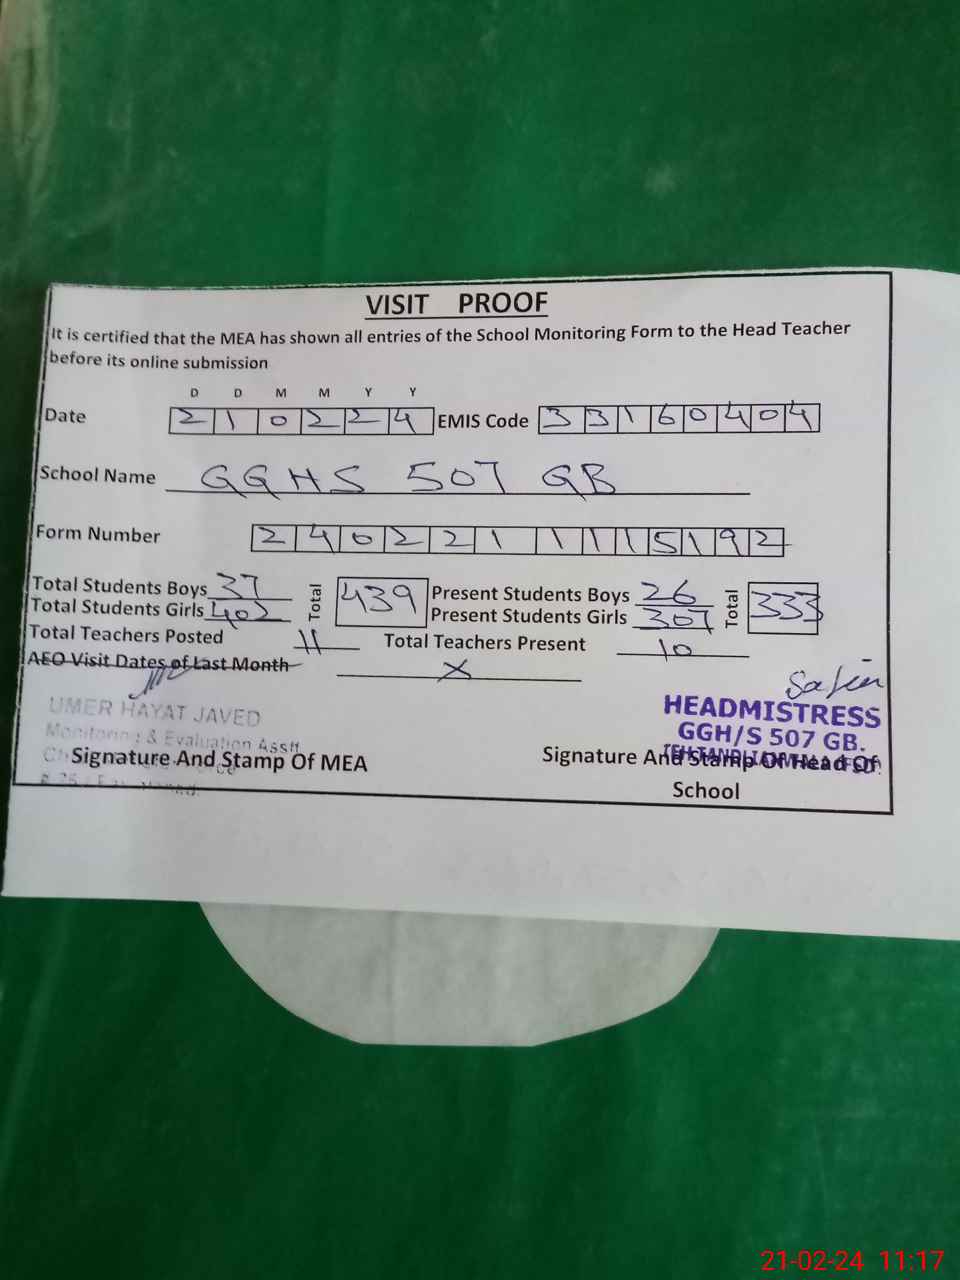 VISIT PROOF
It is certified that the MEA has shown all entries of the School Monitoring Form to the Head Teacher
before its online submission
D D M M Y Y
Date 2 1 0 2 2 4 EMIS Code 3 3 1 6 0 4 0 4
School Name GGHS 507 GB
Form Number 2 4 0 2 2 1 1 1 1 5 1 9 2
Total Students Boys 37 Total 439 Present Students Boys 26 Total 333
Total Students Girls 402 Present Students Girls 307
Total Teachers Posted 11 Total Teachers Present 10
AEO Visit Dates of Last Month X
UMER HAYAT JAVED
Monitoring & Evaluation Asstt
HEADMISTRESS
GGH/S 507 GB.
Signature And Stamp Of MEA
Signature And Stamp Of Head Of
School
21-02-24 11:17